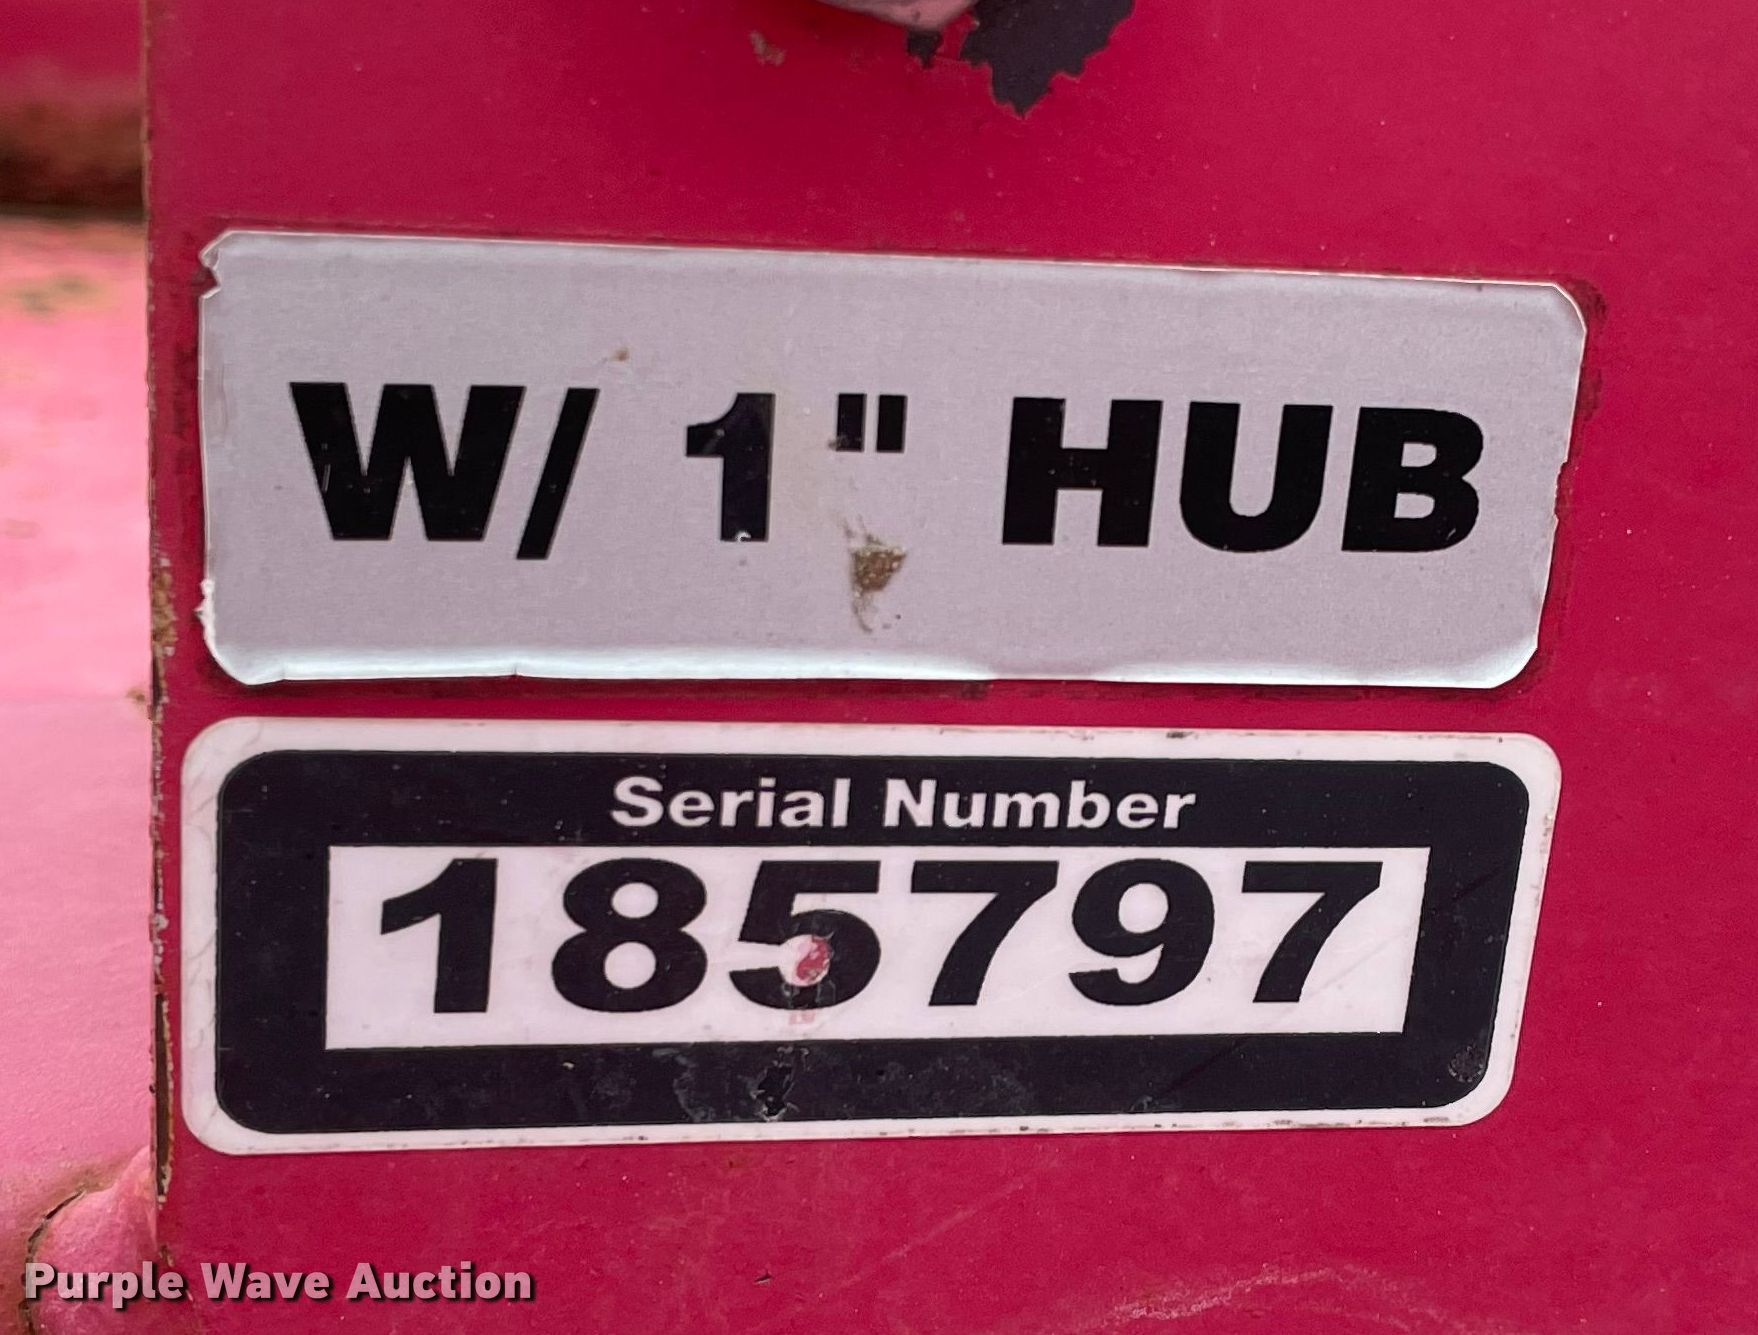 W/ 1" HUB
Serial Number
185797
Purple Wave Auction